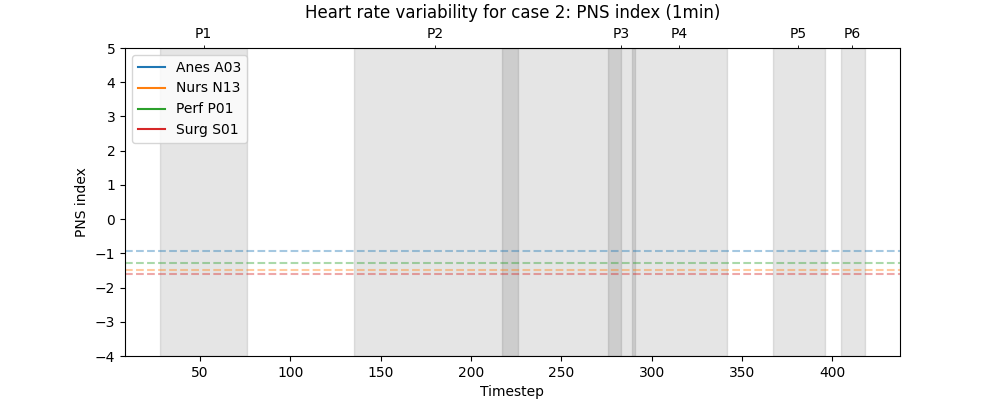 Heart rate variability for case 2: PNS index (1min)
P1 P2 P3 P4 P5 P6
Anes A03
Nurs N13
Perf P01
Surg S01
PNS index
5
4
3
2
1
0
−1
−2
−3
−4
50 100 150 200 250 300 350 400
Timestep